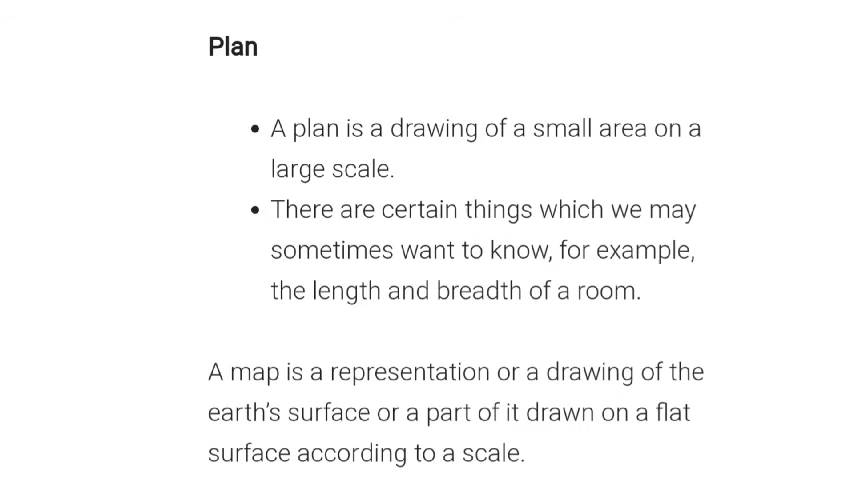 Plan
• A plan is a drawing of a small area on a
large scale.
• There are certain things which we may
sometimes want to know, for example,
the length and breadth of a room.
A map is a representation or a drawing of the
earth's surface or a part of it drawn on a flat
surface according to a scale.